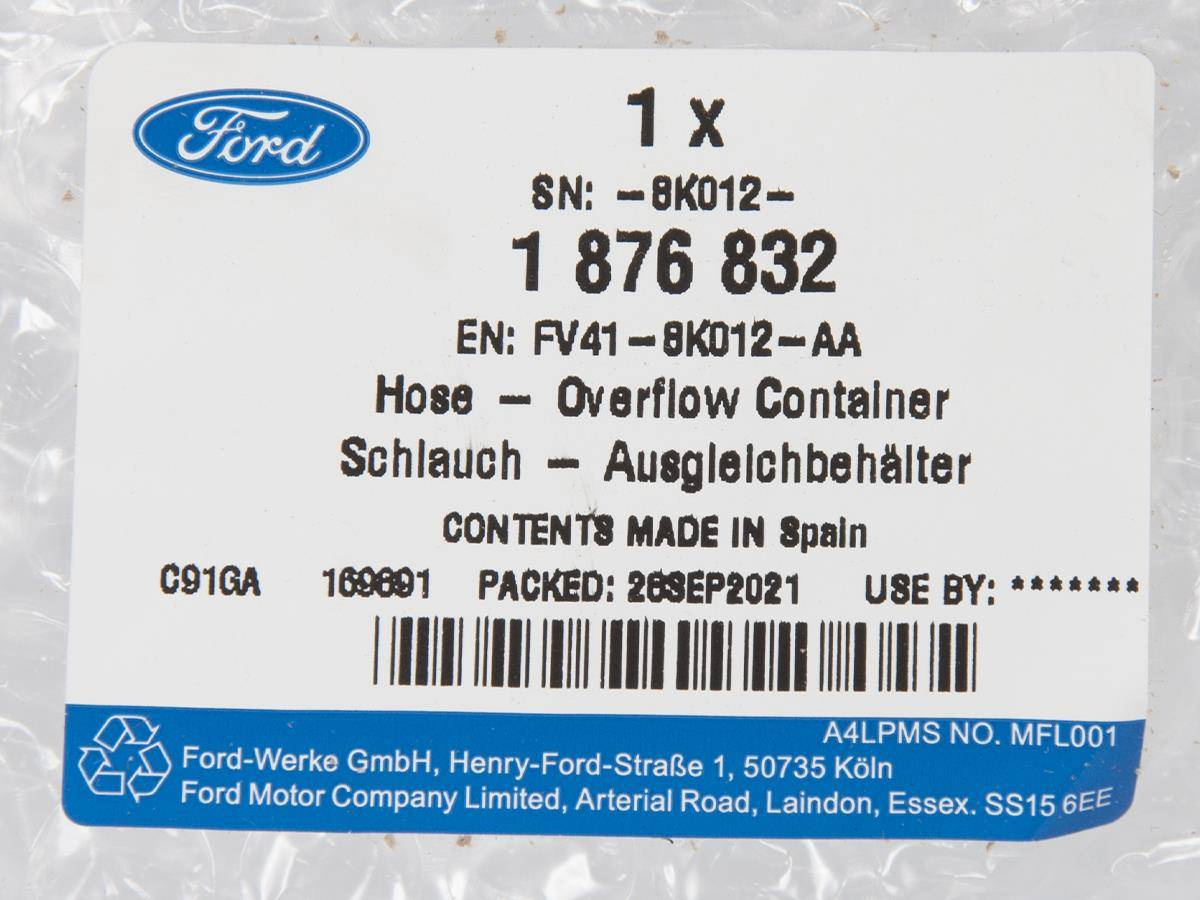 Ford
1 x
SN: -8K012-
1 876 832
EN: FV41-8K012-AA
Hose - Overflow Container
Schlauch - Ausgleichbehälter
CONTENTS MADE IN Spain
C91GA 169691 PACKED: 26SEP2021 USE BY: *******
A4LPMS NO. MFL001
Ford-Werke GmbH, Henry-Ford-Straße 1, 50735 Köln
Ford Motor Company Limited, Arterial Road, Laindon, Essex. SS15 6EE